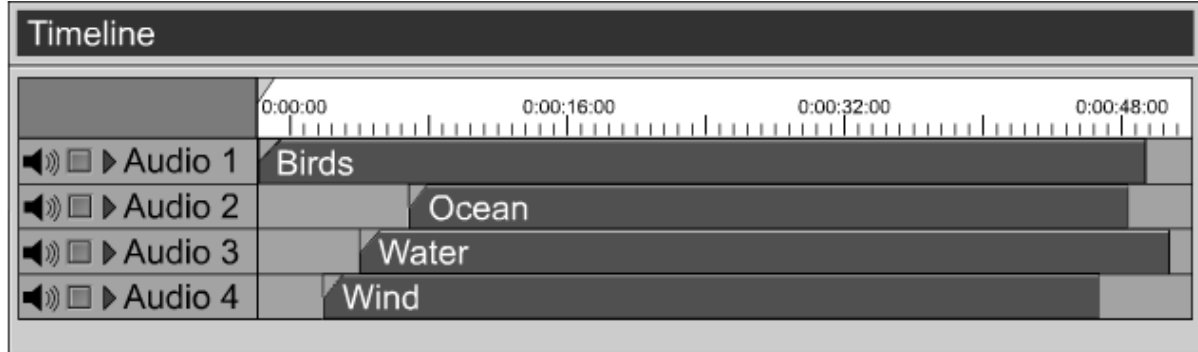 Timeline
0:00:00 0:00:16:00 0:00:32:00 0:00:48:00
Audio 1 Birds
Audio 2 Ocean
Audio 3 Water
Audio 4 Wind